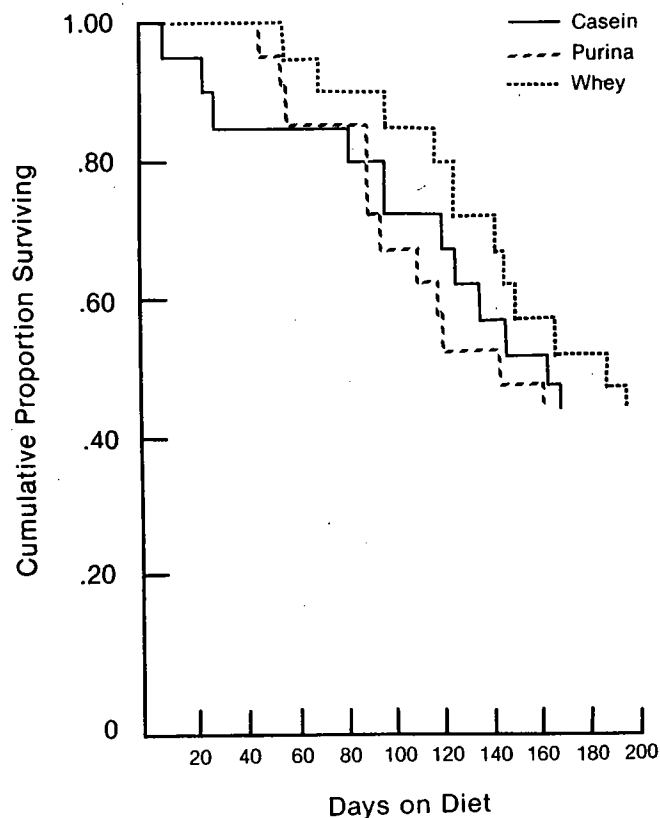 Casein
Purina
Whey
Cumulative Proportion Surviving
1.00
.80
.60
.40
.20
0
20 40 60 80 100 120 140 160 180 200
Days on Diet